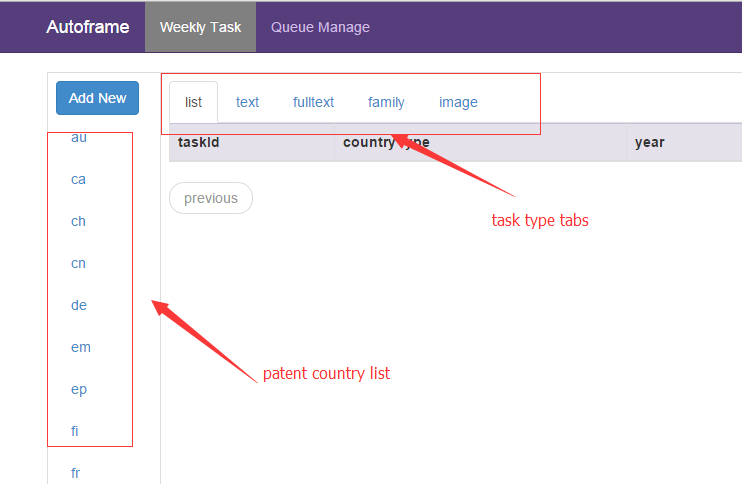 Autoframe Weekly Task Queue Manage
Add New
list text fulltext family image
au
taskId country type year
ca
previous
ch
task type tabs
cn
de
em
patent country list
ep
fi
fr